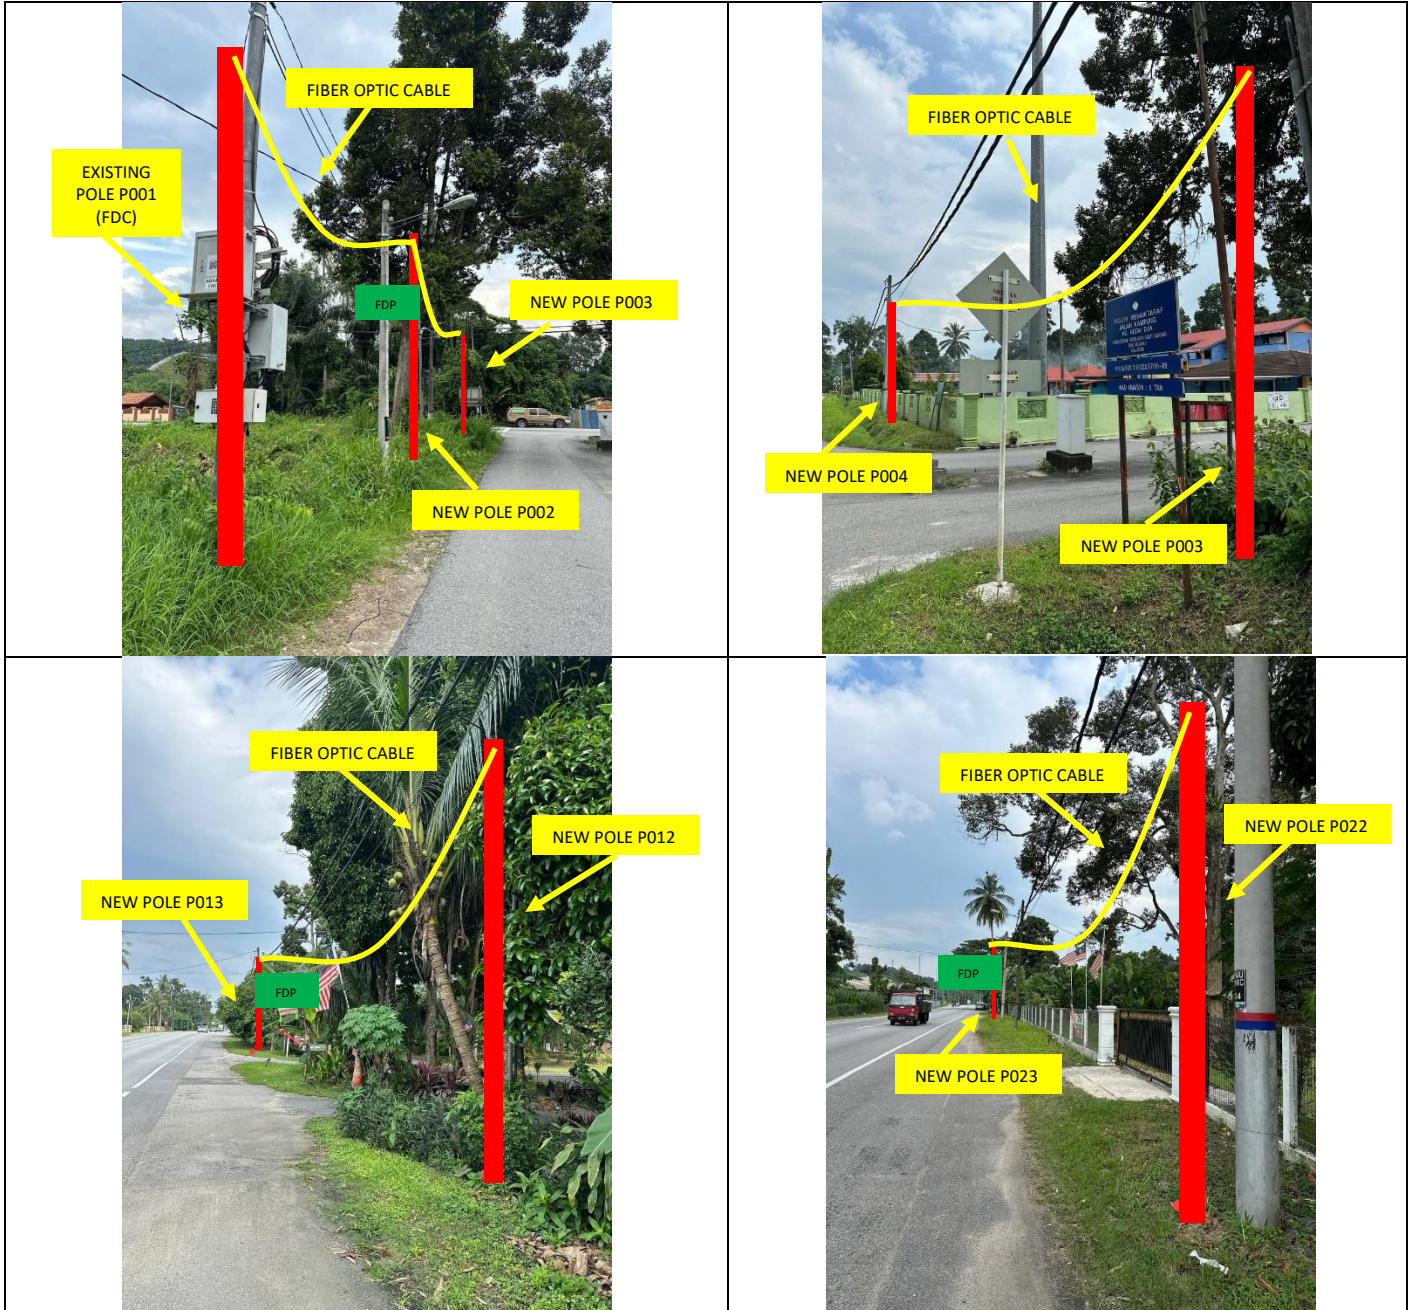 FIBER OPTIC CABLE
EXISTING
POLE P001
(FDC)
FDP
NEW POLE P003
NEW POLE P002
FIBER OPTIC CABLE
NEW POLE P004
NEW POLE P003
FIBER OPTIC CABLE
NEW POLE P012
NEW POLE P013
FDP
FIBER OPTIC CABLE
NEW POLE P022
FDP
NEW POLE P023